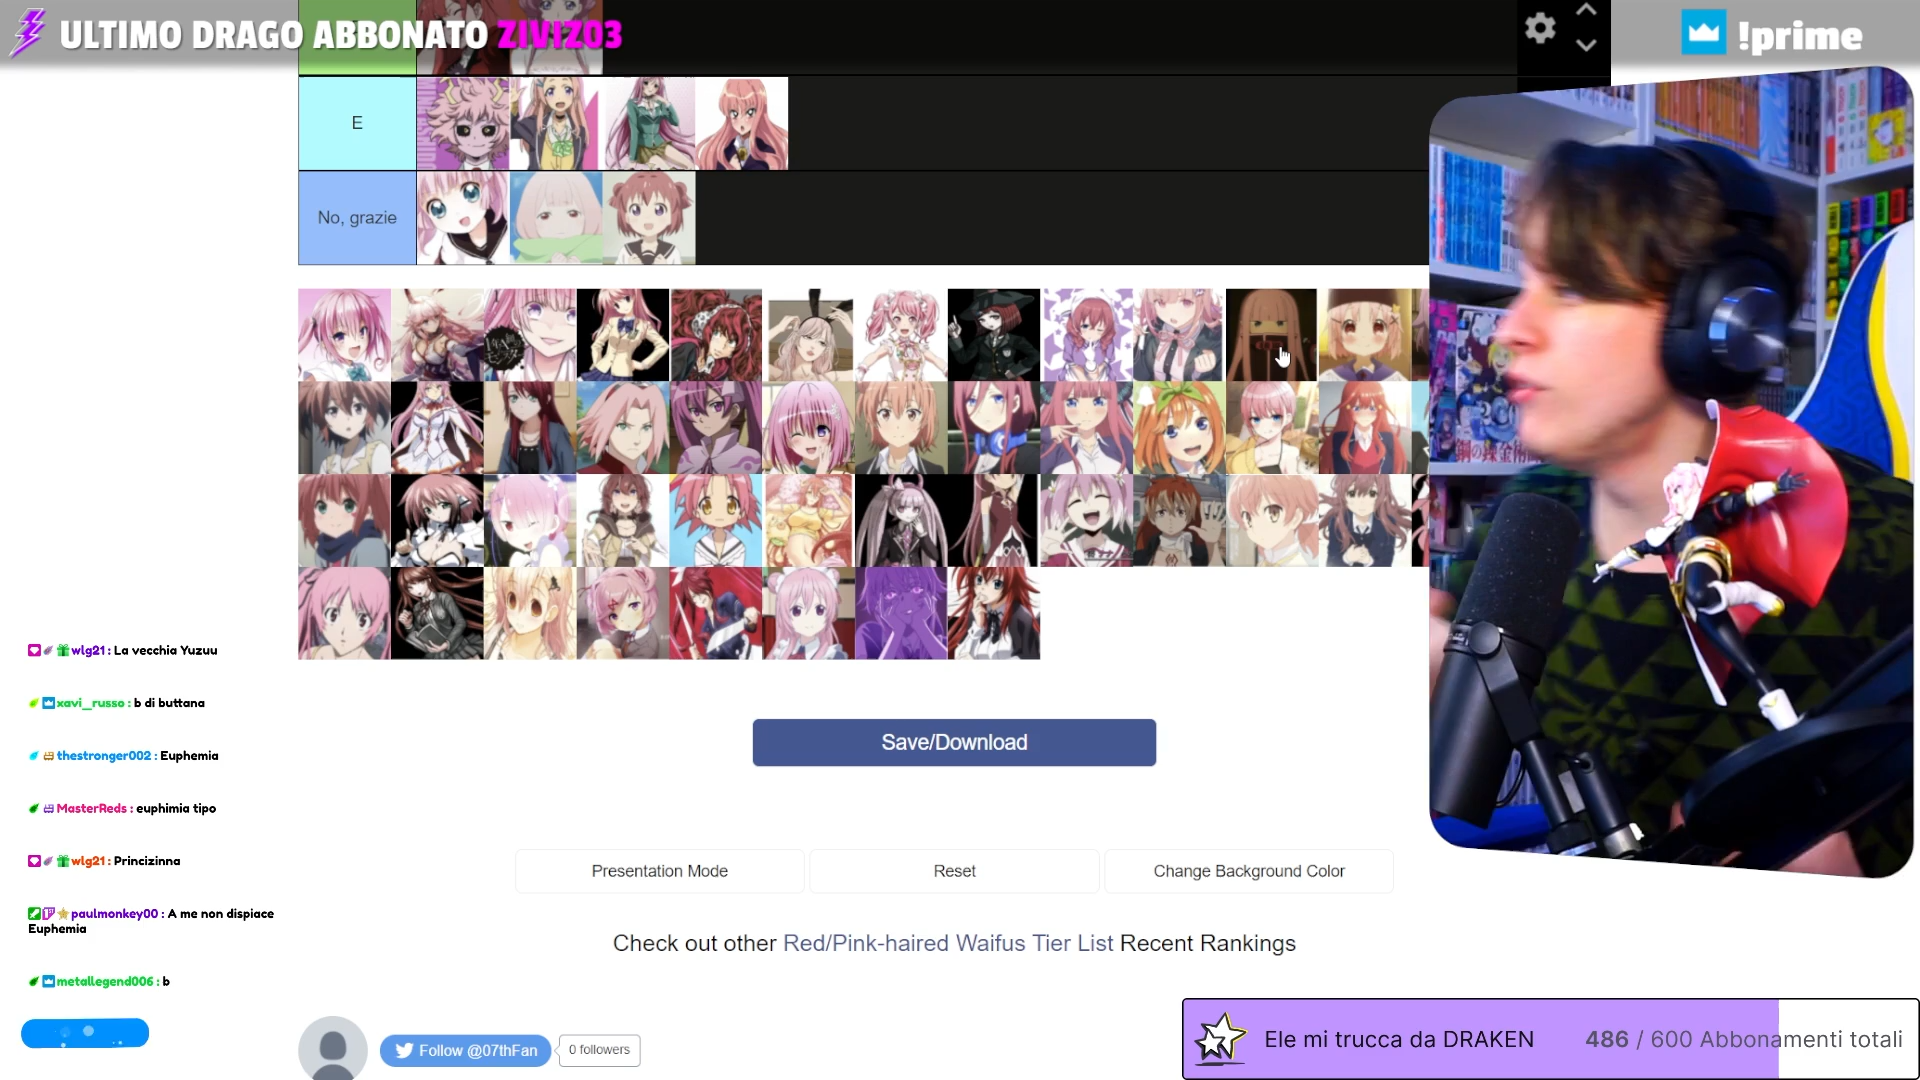 ULTIMO DRAGO ABBONATO ZIVIZ03
!prime
E
No, grazie
wlg21 : La vecchia Yuzuu
xavi_russo : b di buttana
thestronger002 : Euphemia
MasterReds : euphimia tipo
wlg21 : Princizinna
paulmonkey00 : A me non dispiace
Euphemia
metallegend006 : b
Save/Download
Presentation Mode
Reset
Change Background Color
Check out other Red/Pink-haired Waifus Tier List Recent Rankings
Follow @07thFan
0 followers
Ele mi trucca da DRAKEN
486 / 600 Abbonamenti totali